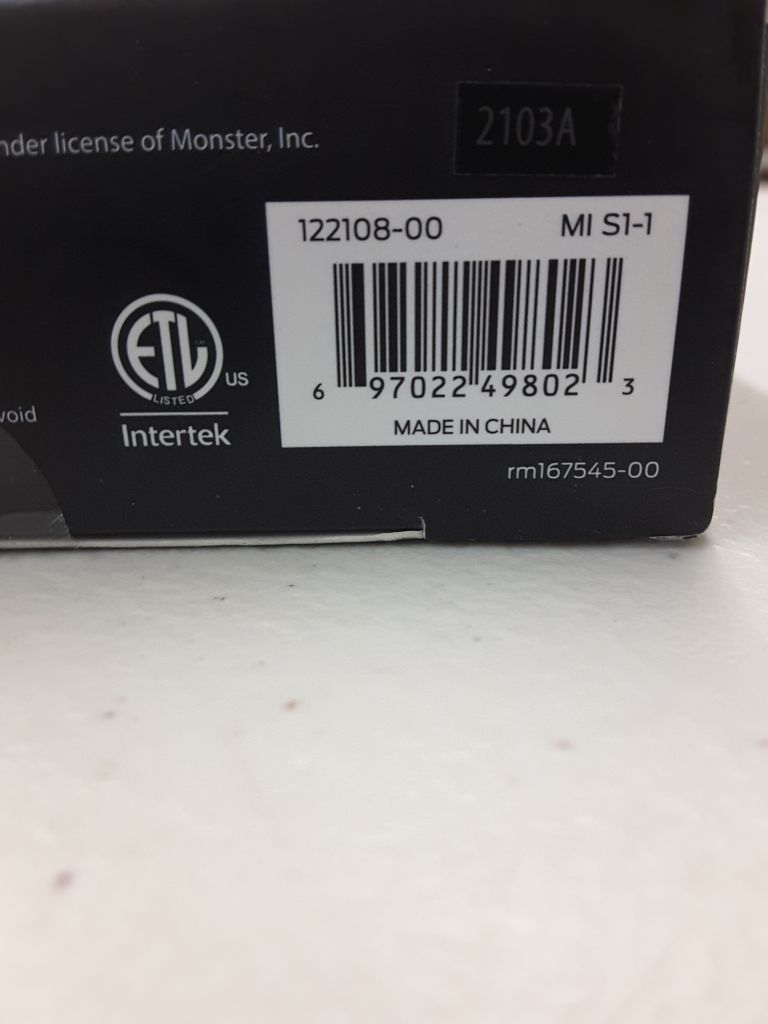 2103A
nder license of Monster, Inc.
122108-00 MI S1-1
ETL US
LISTED
Intertek
6 97022 49802 3
MADE IN CHINA
void
rm167545-00